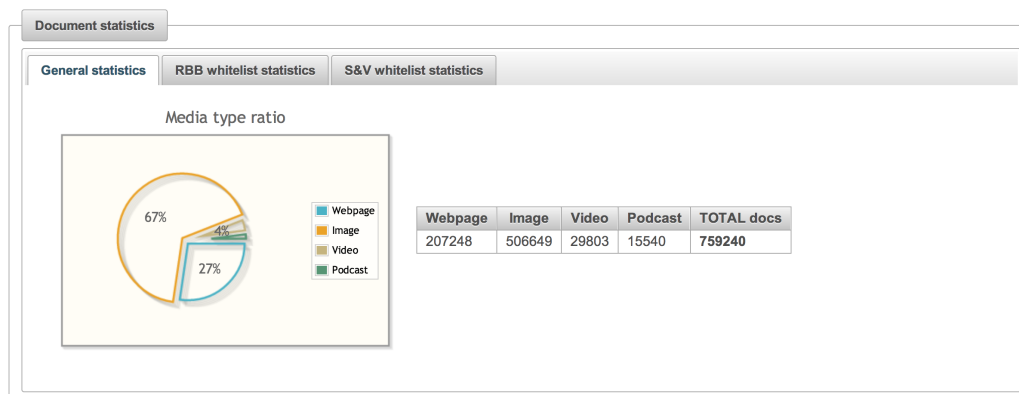 Document statistics
General statistics
RBB whitelist statistics
S&V whitelist statistics
Media type ratio
67%
4%
27%
Webpage
Image
Video
Podcast
Webpage Image Video Podcast TOTAL docs
207248 506649 29803 15540 759240